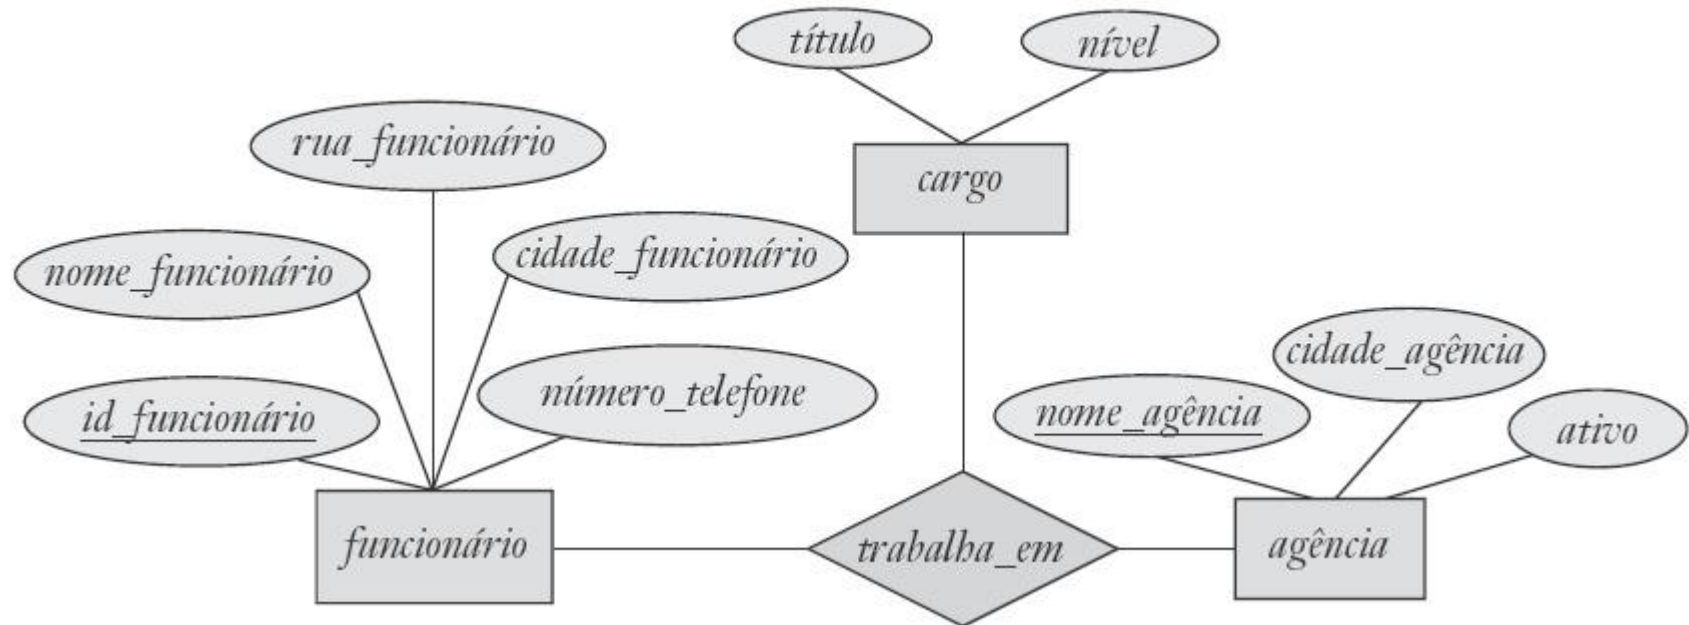 título
nível
rua_funcionário
cargo
nome_funcionário
cidade_funcionário
cidade_agência
id_funcionário
número_telefone
nome_agência
ativo
funcionário
trabalha_em
agência